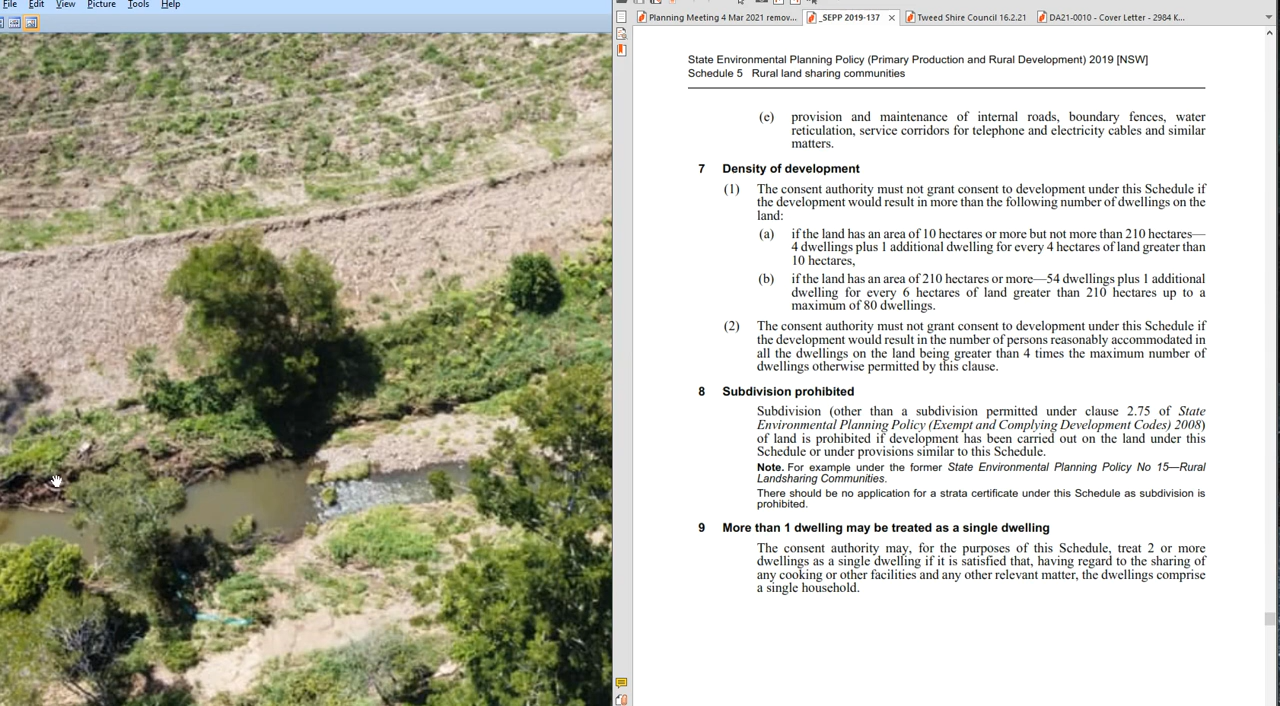 File Edit View Picture Tools Help
Planning Meeting 4 Mar 2021 remov... _SEPP 2019-137 Tweed Shire Council 16.2.21 DA21-0010 - Cover Letter - 2984 K...
State Environmental Planning Policy (Primary Production and Rural Development) 2019 [NSW]
Schedule 5 Rural land sharing communities
(e) provision and maintenance of internal roads, boundary fences, water
reticulation, service corridors for telephone and electricity cables and similar
matters.
7 Density of development
(1) The consent authority must not grant consent to development under this Schedule if
the development would result in more than the following number of dwellings on the
land:
(a) if the land has an area of 10 hectares or more but not more than 210 hectares—
4 dwellings plus 1 additional dwelling for every 4 hectares of land greater than
10 hectares,
(b) if the land has an area of 210 hectares or more—54 dwellings plus 1 additional
dwelling for every 6 hectares of land greater than 210 hectares up to a
maximum of 80 dwellings.
(2) The consent authority must not grant consent to development under this Schedule if
the development would result in the number of persons reasonably accommodated in
all the dwellings on the land being greater than 4 times the maximum number of
dwellings otherwise permitted by this clause.
8 Subdivision prohibited
Subdivision (other than a subdivision permitted under clause 2.75 of State
Environmental Planning Policy (Exempt and Complying Development Codes) 2008)
of land is prohibited if development has been carried out on the land under this
Schedule or under provisions similar to this Schedule.
Note. For example under the former State Environmental Planning Policy No 15—Rural
Landsharing Communities.
There should be no application for a strata certificate under this Schedule as subdivision is
prohibited.
9 More than 1 dwelling may be treated as a single dwelling
The consent authority may, for the purposes of this Schedule, treat 2 or more
dwellings as a single dwelling if it is satisfied that, having regard to the sharing of
any cooking or other facilities and any other relevant matter, the dwellings comprise
a single household.